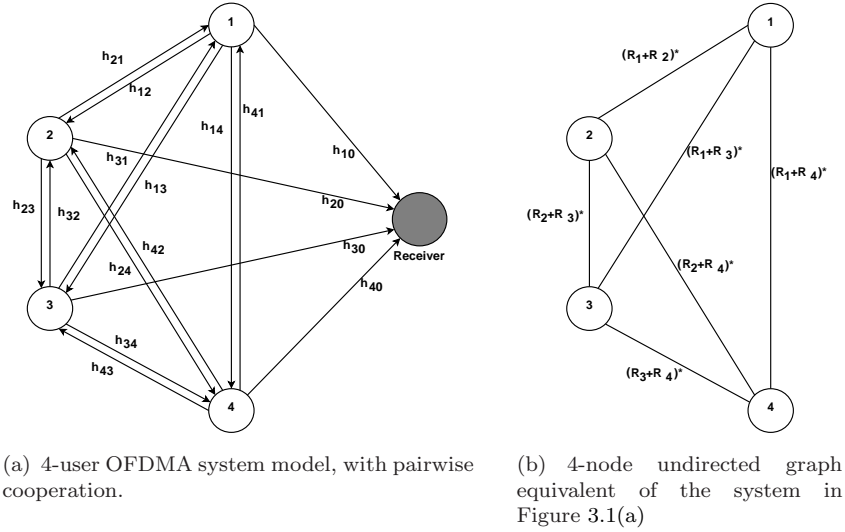 1
h21
h12
2
h31
h13
h14
h41
h10
h20
h23
h32
h42
h24
h30
Receiver
3
h34
h43
h40
4
(a) 4-user OFDMA system model, with pairwise
cooperation.
1
(R1+R 2)*
2
(R1+R 3)*
(R1+R 4)*
(R2+R 3)*
(R2+R 4)*
3
(R3+R 4)*
4
(b) 4-node undirected graph
equivalent of the system in
Figure 3.1(a)